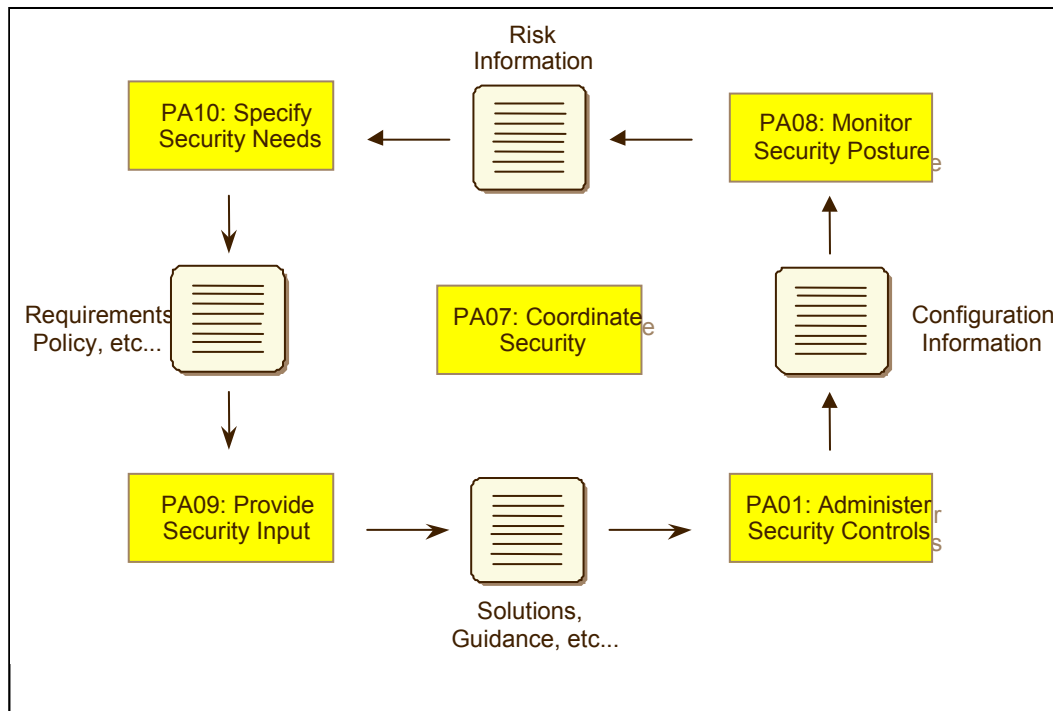 Risk
Information
PA10: Specify
Security Needs
PA08: Monitor
Security Posture
Requirements
Policy, etc...
PA07: Coordinate
Security
Configuration
Information
PA09: Provide
Security Input
PA01: Administer
Security Controls
Solutions,
Guidance, etc...